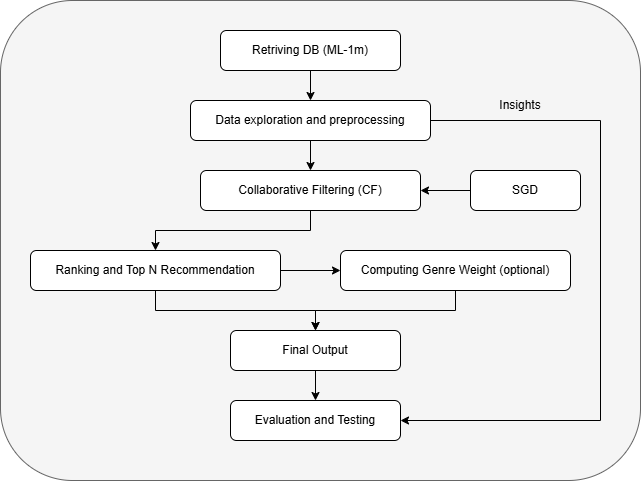 Retriving DB (ML-1m)
Data exploration and preprocessing
Insights
Collaborative Filtering (CF)
SGD
Ranking and Top N Recommendation
Computing Genre Weight (optional)
Final Output
Evaluation and Testing